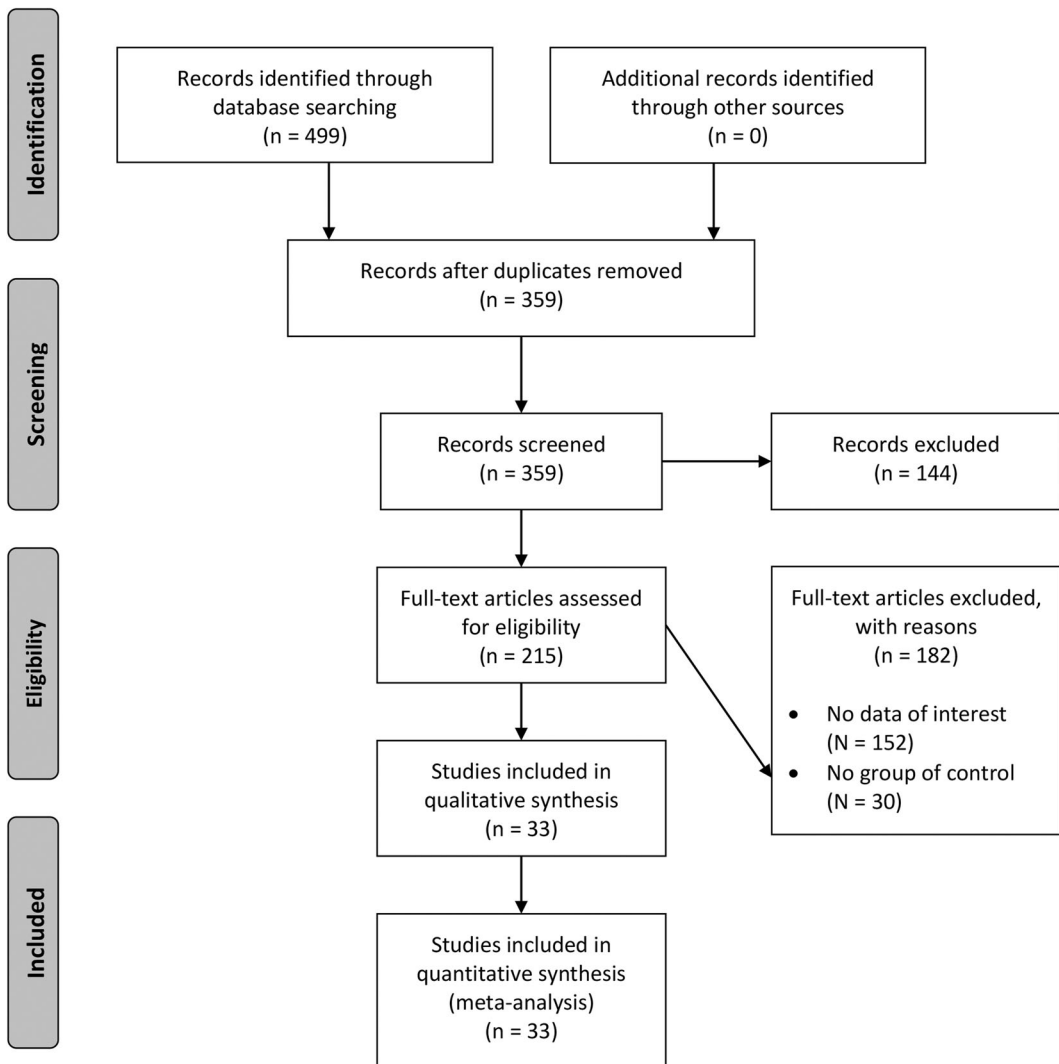 Identification
Records identified through
database searching
(n = 499)
Additional records identified
through other sources
(n = 0)
Records after duplicates removed
(n = 359)
Screening
Records screened
(n = 359)
Records excluded
(n = 144)
Eligibility
Full-text articles assessed
for eligibility
(n = 215)
Full-text articles excluded,
with reasons
(n = 182)
• No data of interest
(N = 152)
• No group of control
(N = 30)
Studies included in
qualitative synthesis
(n = 33)
Included
Studies included in
quantitative synthesis
(meta-analysis)
(n = 33)